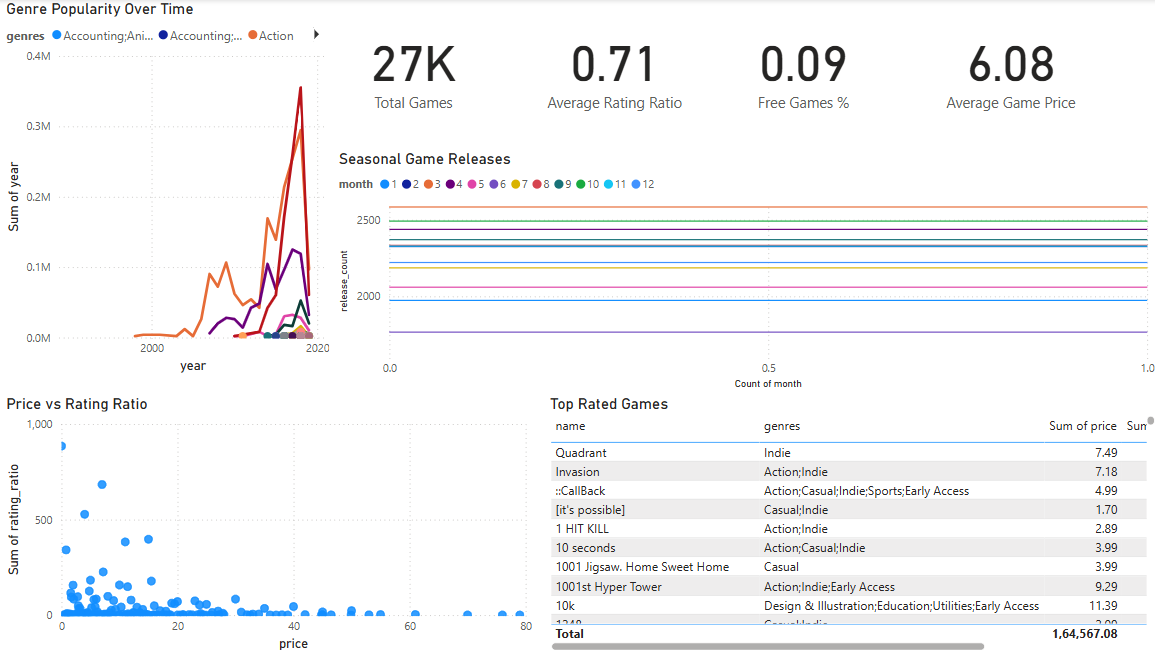 Genre Popularity Over Time
genres Accounting;Ani... Accounting;... Action
0.4M
0.3M
0.2M
0.1M
0.0M
Sum of year
2000 2020
year
27K
Total Games
0.71
Average Rating Ratio
0.09
Free Games %
6.08
Average Game Price
Seasonal Game Releases
month 1 2 3 4 5 6 7 8 9 10 11 12
2500
2000
release_count
0.0 0.5 1.0
Count of month
Price vs Rating Ratio
1,000
500
0
Sum of rating_ratio
0 20 40 60 80
price
Top Rated Games
name genres Sum of price Sum
Quadrant Indie 7.49
Invasion Action;Indie 7.18
::CallBack Action;Casual;Indie;Sports;Early Access 4.99
[it's possible] Casual;Indie 1.70
1 HIT KILL Action;Indie 2.89
10 seconds Action;Casual;Indie 3.99
1001 Jigsaw. Home Sweet Home Casual 3.99
1001st Hyper Tower Action;Indie;Early Access 9.29
10k Design & Illustration;Education;Utilities;Early Access 11.39
Total 1,64,567.08